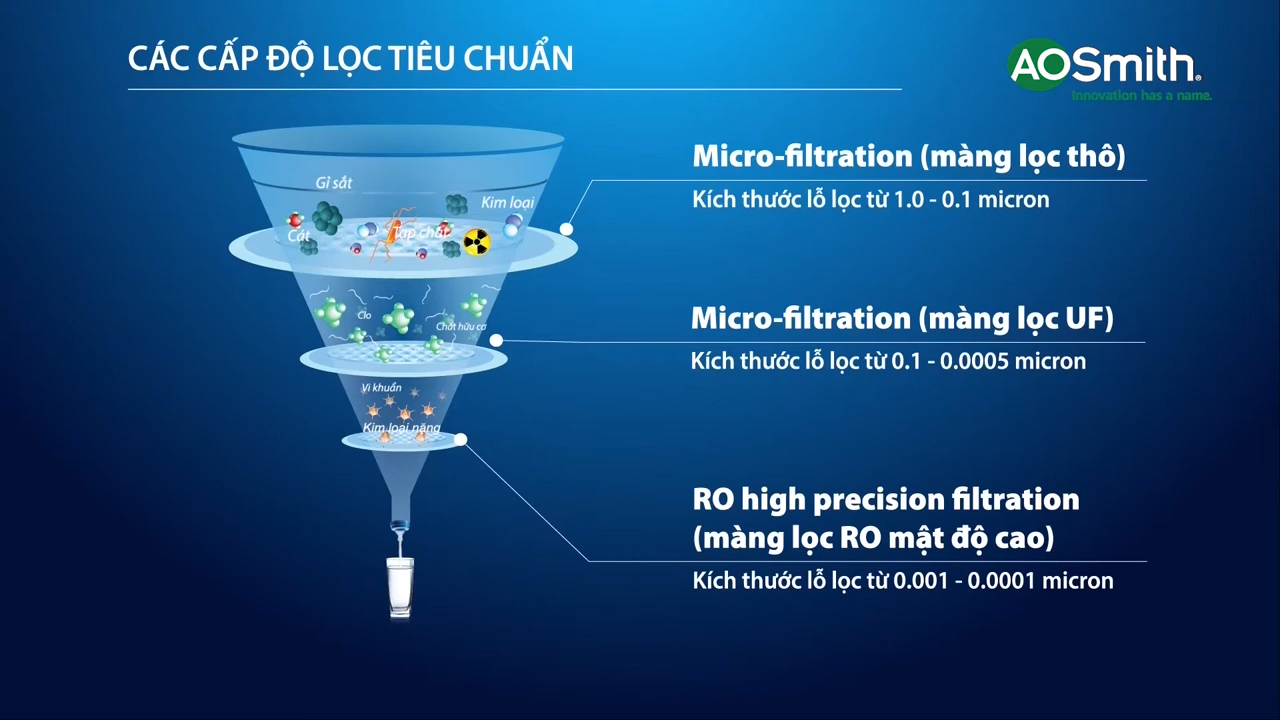 CÁC CẤP ĐỘ LỌC TIÊU CHUẨN
AOSmith®
Innovation has a name.
Micro-filtration (màng lọc thô)
Kích thước lỗ lọc từ 1.0 - 0.1 micron
Gỉ sắt
Kim loại
Cát
Tạp chất
Micro-filtration (màng lọc UF)
Kích thước lỗ lọc từ 0.1 - 0.0005 micron
Clo
Chất hữu cơ
Vi khuẩn
Kim loại nặng
RO high precision filtration
(màng lọc RO mật độ cao)
Kích thước lỗ lọc từ 0.001 - 0.0001 micron